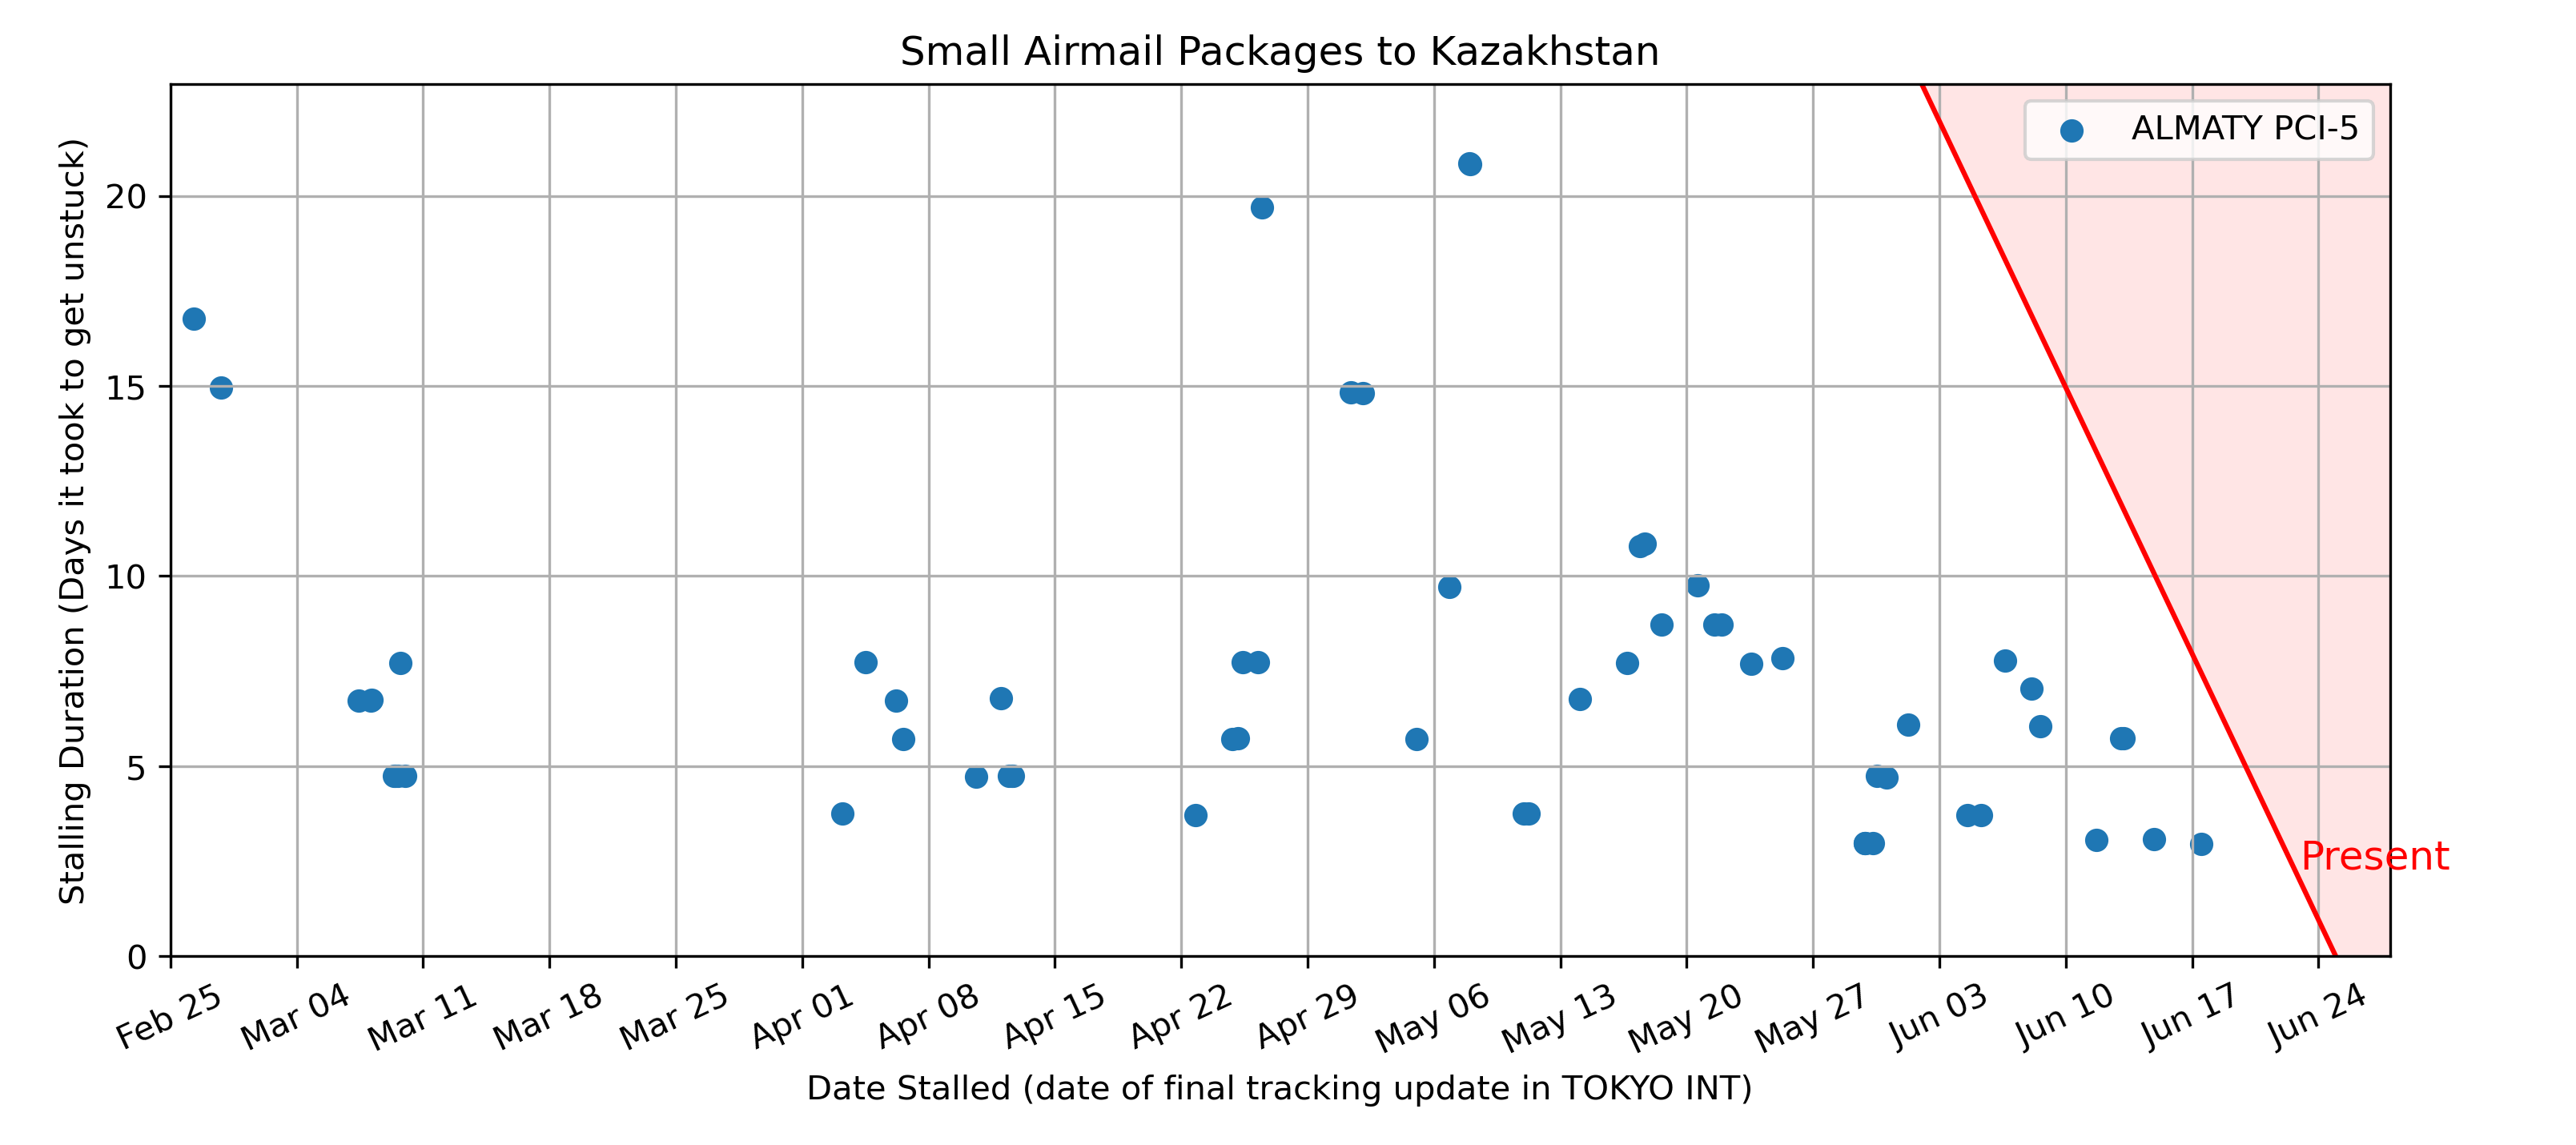 Small Airmail Packages to Kazakhstan
ALMATY PCI-5
Stalling Duration (Days it took to get unstuck)
20
15
10
5
0
Present
Feb 25
Mar 04
Mar 11
Mar 18
Mar 25
Apr 01
Apr 08
Apr 15
Apr 22
Apr 29
May 06
May 13
May 20
May 27
Jun 03
Jun 10
Jun 17
Jun 24
Date Stalled (date of final tracking update in TOKYO INT)